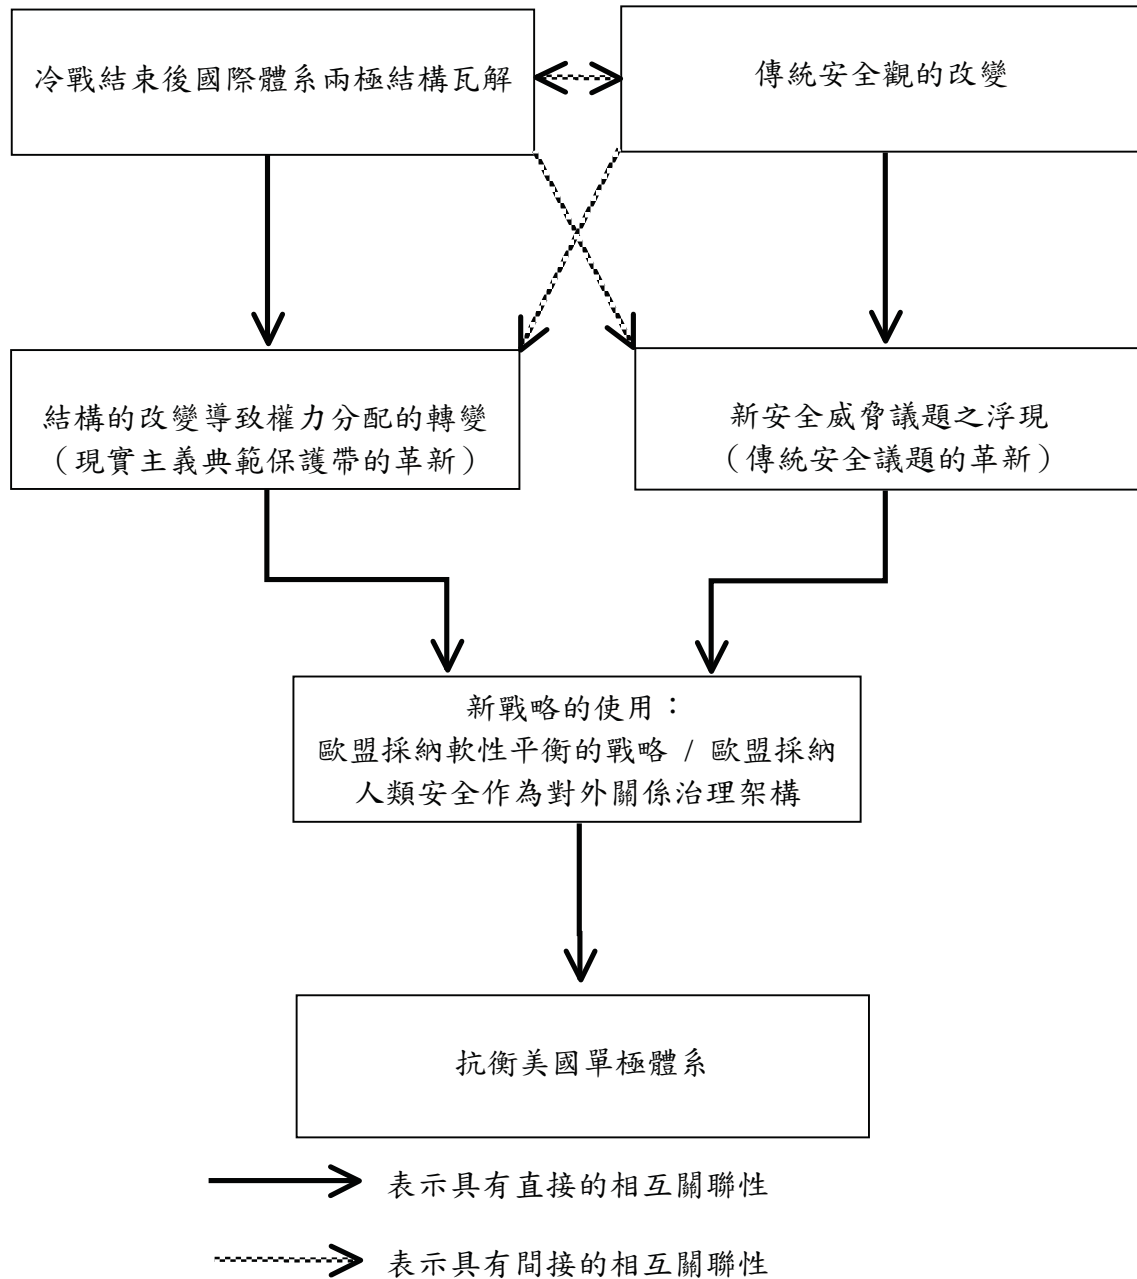 冷戰結束後國際體系兩極結構瓦解
傳統安全觀的改變
結構的改變導致權力分配的轉變
（現實主義典範保護帶的革新）
新安全威脅議題之浮現
（傳統安全議題的革新）
新戰略的使用：
歐盟採納軟性平衡的戰略 / 歐盟採納
人類安全作為對外關係治理架構
抗衡美國單極體系
表示具有直接的相互關聯性
表示具有間接的相互關聯性